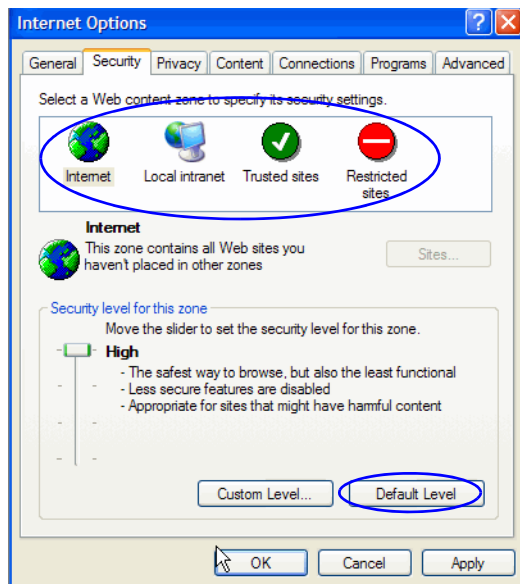 Internet Options
General Security Privacy Content Connections Programs Advanced
Select a Web content zone to specify its security settings.
Internet Local intranet Trusted sites Restricted
sites
Internet
This zone contains all Web sites you
haven't placed in other zones
Sites...
Security level for this zone
Move the slider to set the security level for this zone.
High
- The safest way to browse, but also the least functional
- Less secure features are disabled
- Appropriate for sites that might have harmful content
Custom Level... Default Level
OK Cancel Apply